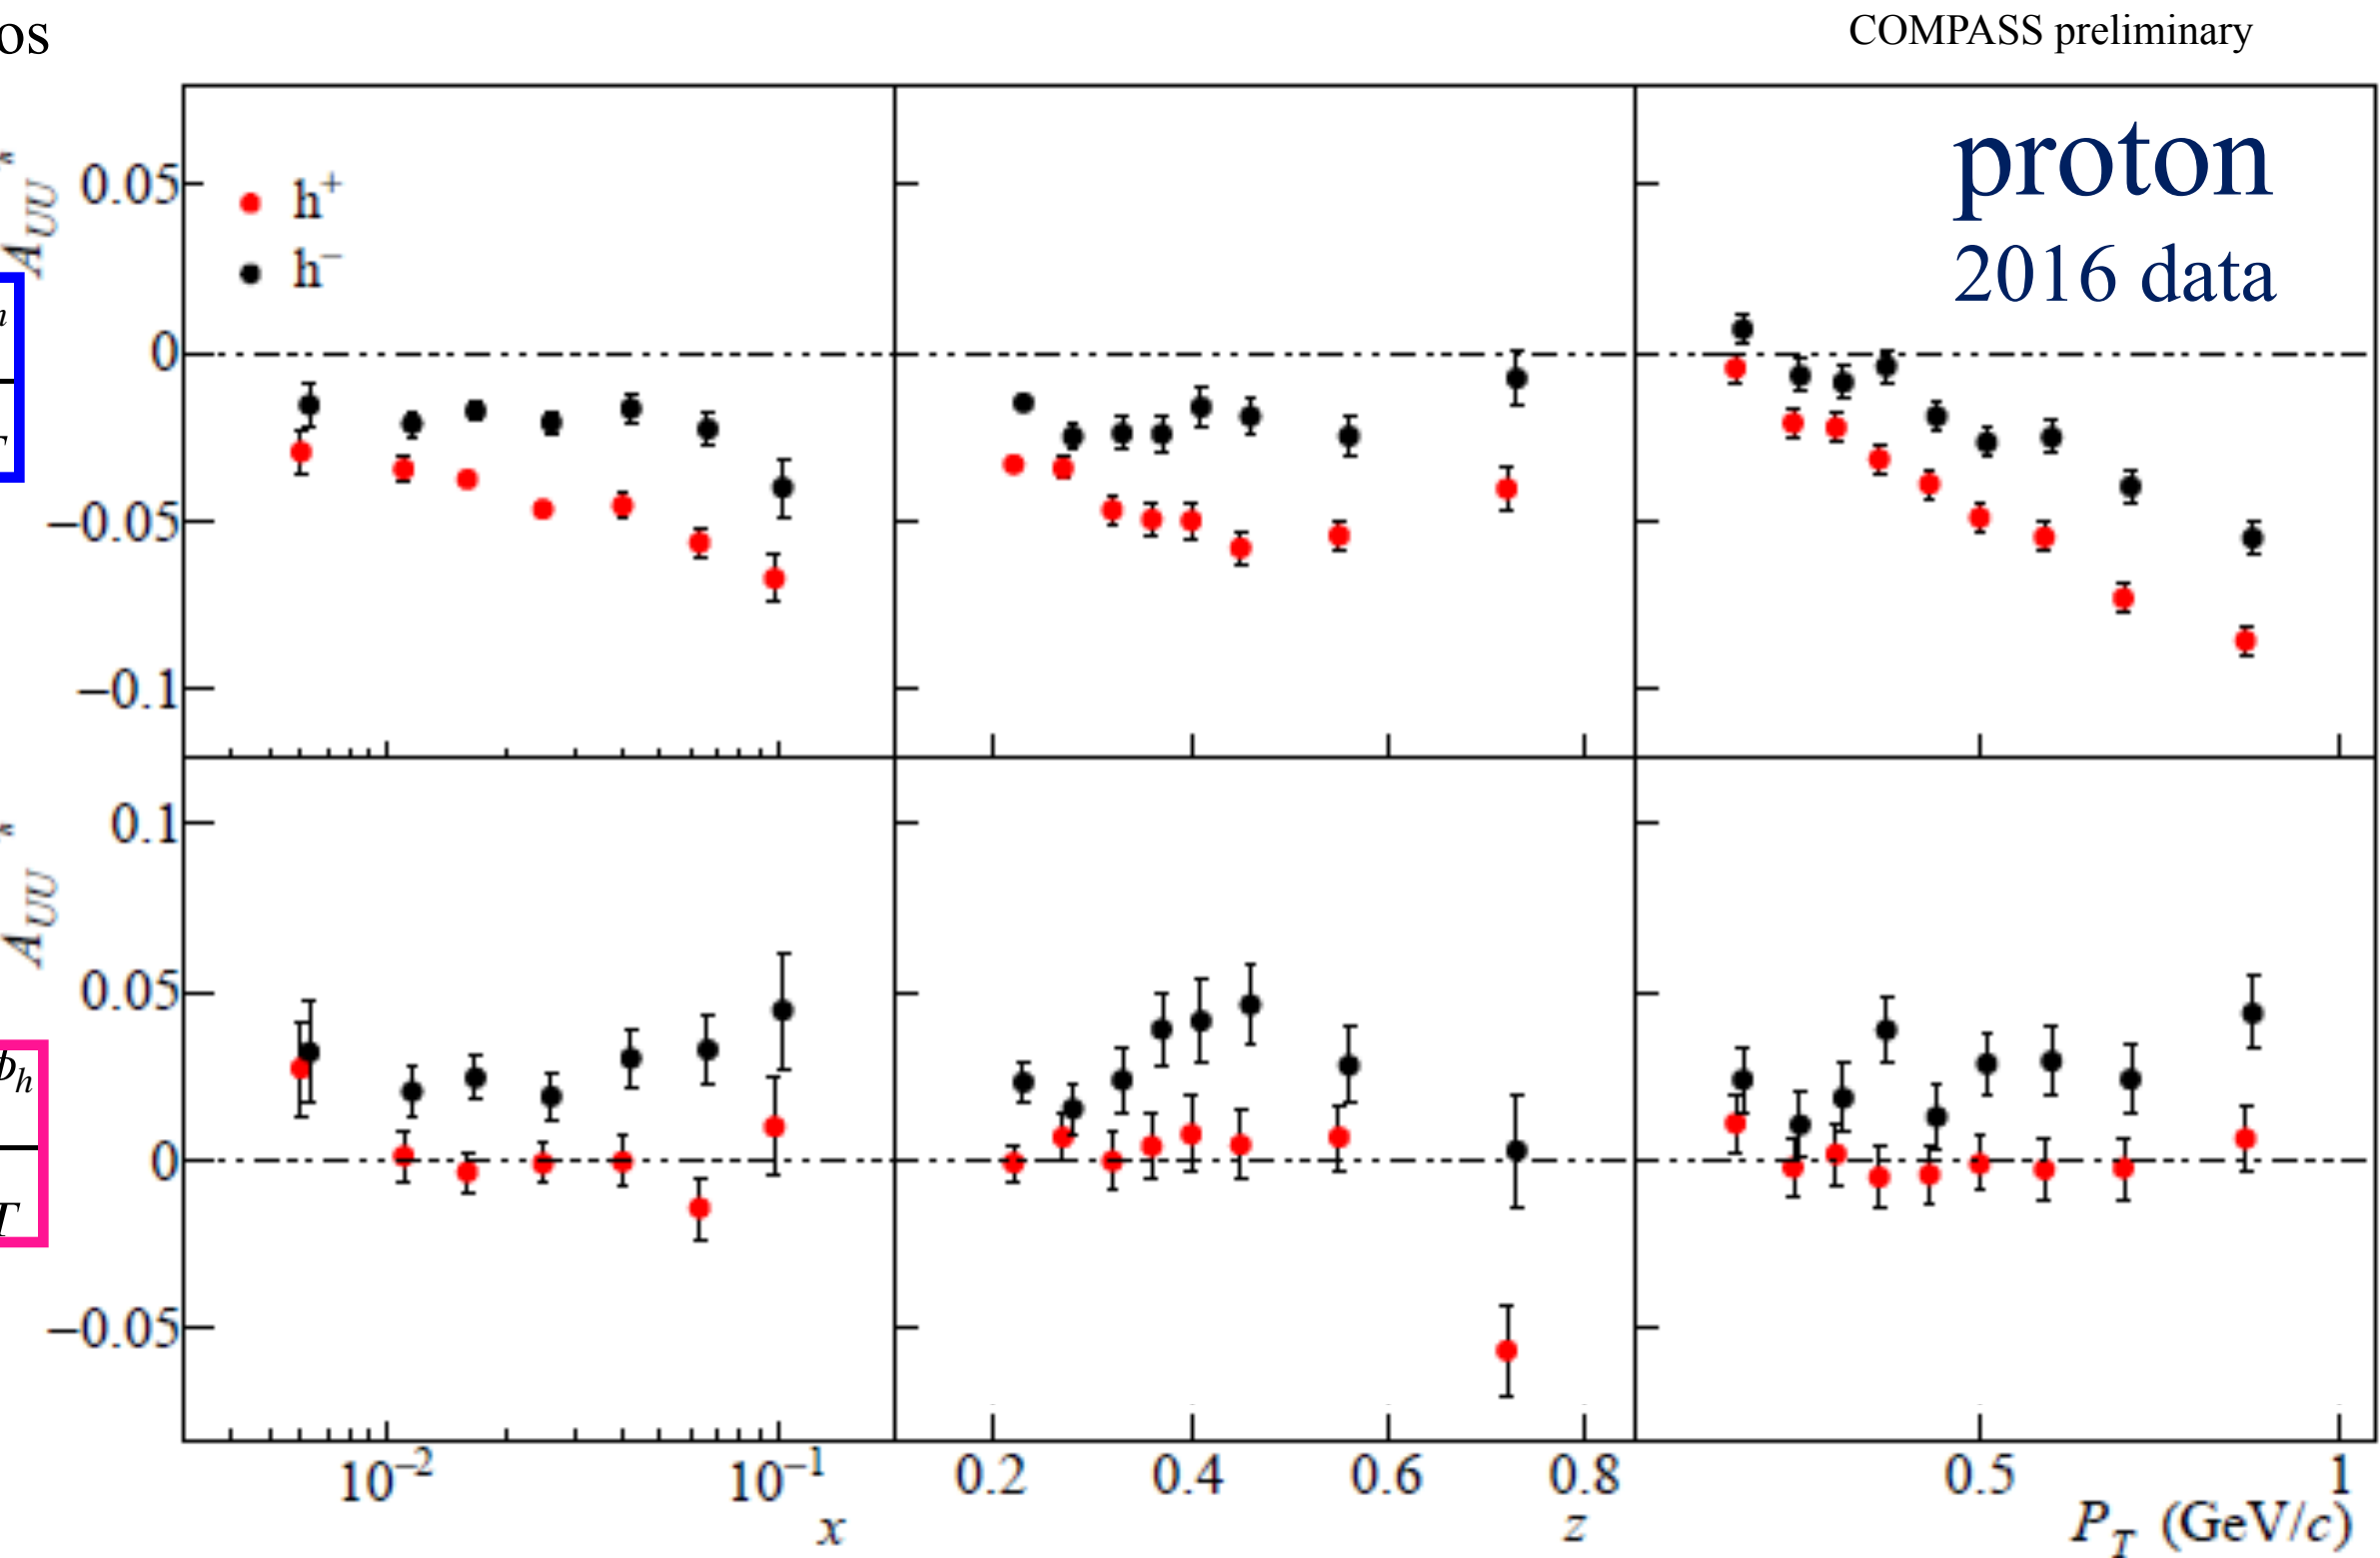 os
COMPASS preliminary
proton
2016 data
h⁺
h⁻
A_UU
0.05
0
−0.05
−0.1
A_UU
0.1
0.05
0
−0.05
h
T
ϕ_h
T
10⁻² 10⁻¹ 0.2 0.4 0.6 0.8 0.5 1
x z P_T (GeV/c)